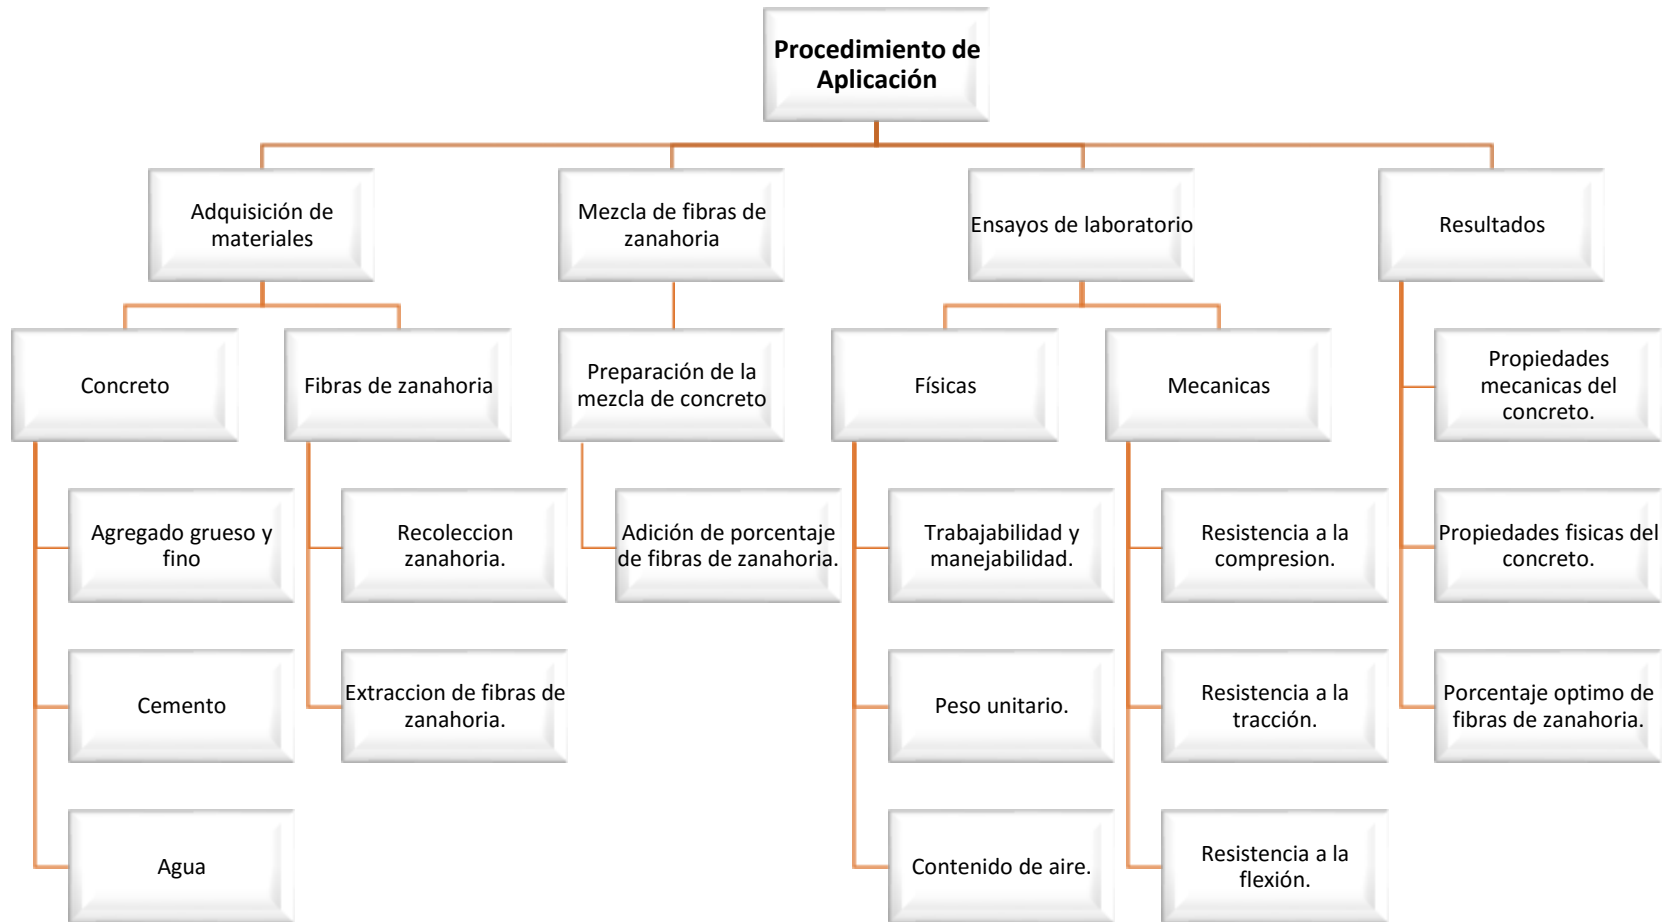 Procedimiento de
Aplicación
Adquisición de
materiales
Mezcla de fibras de
zanahoria
Ensayos de laboratorio
Resultados
Concreto
Fibras de zanahoria
Preparación de la
mezcla de concreto
Físicas
Mecanicas
Propiedades
mecanicas del
concreto.
Agregado grueso y
fino
Recoleccion
zanahoria.
Adición de porcentaje
de fibras de zanahoria.
Trabajabilidad y
manejabilidad.
Resistencia a la
compresion.
Propiedades fisicas del
concreto.
Cemento
Extraccion de fibras de
zanahoria.
Peso unitario.
Resistencia a la
tracción.
Porcentaje optimo de
fibras de zanahoria.
Agua
Contenido de aire.
Resistencia a la
flexión.